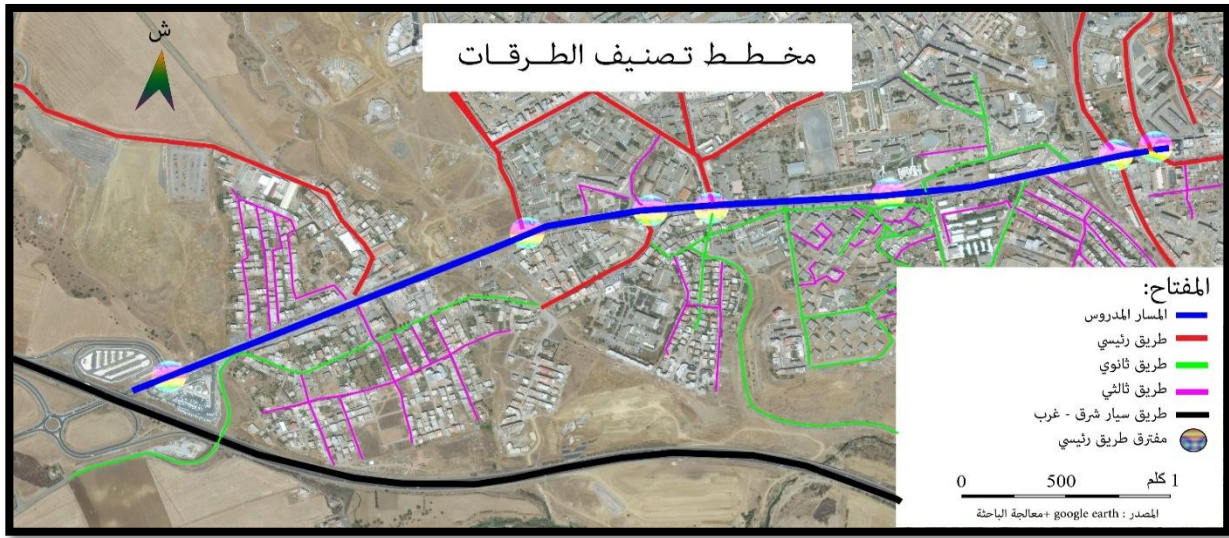 ش
مخـطـط تـصنيف الطـرقـات
المفتاح:
المسار المدروس
طريق رئيسي
طريق ثانوي
طريق ثالثي
طريق سيار شرق - غرب
مفترق طريق رئيسي
0 500 1 كلم
المصدر : google earth +معالجة الباحثة